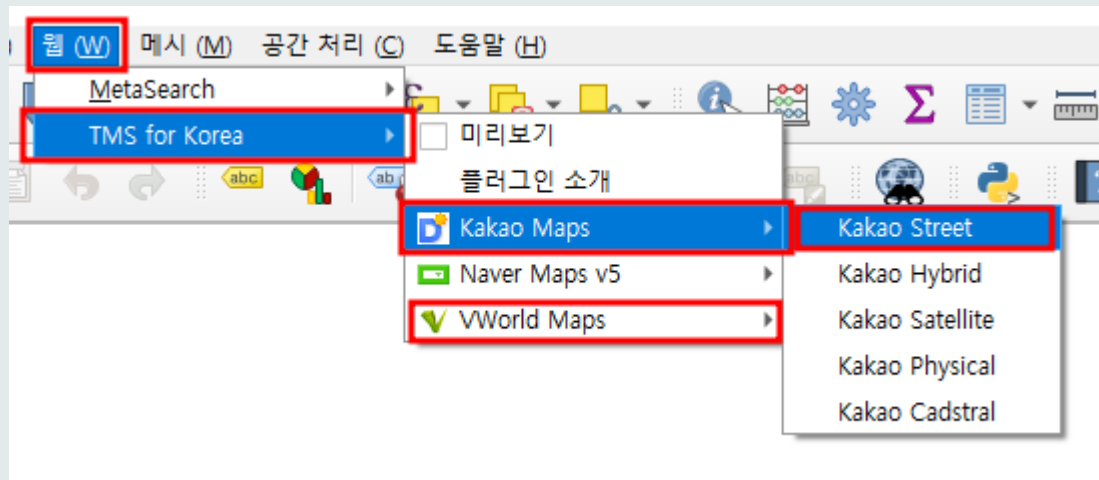 웹 (W) 메시 (M) 공간 처리 (C) 도움말 (H)
MetaSearch
TMS for Korea
미리보기
플러그인 소개
Kakao Maps
Naver Maps v5
VWorld Maps
Kakao Street
Kakao Hybrid
Kakao Satellite
Kakao Physical
Kakao Cadstral
abc
ab
abc